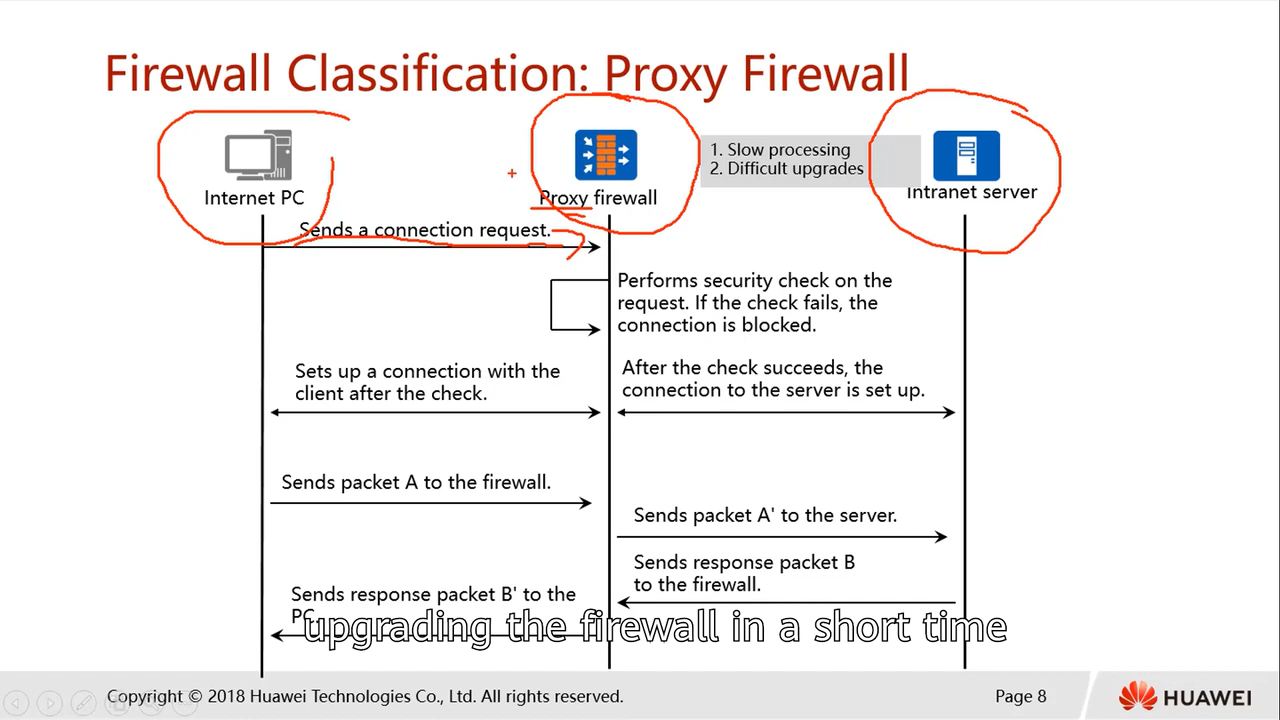 Firewall Classification: Proxy Firewall
1. Slow processing
2. Difficult upgrades
Internet PC
Proxy firewall
Intranet server
Sends a connection request.
Performs security check on the
request. If the check fails, the
connection is blocked.
Sets up a connection with the
client after the check.
After the check succeeds, the
connection to the server is set up.
Sends packet A to the firewall.
Sends packet A' to the server.
Sends response packet B
to the firewall.
Sends response packet B' to the
PC
upgrading the firewall in a short time
Copyright © 2018 Huawei Technologies Co., Ltd. All rights reserved.
Page 8
HUAWEI